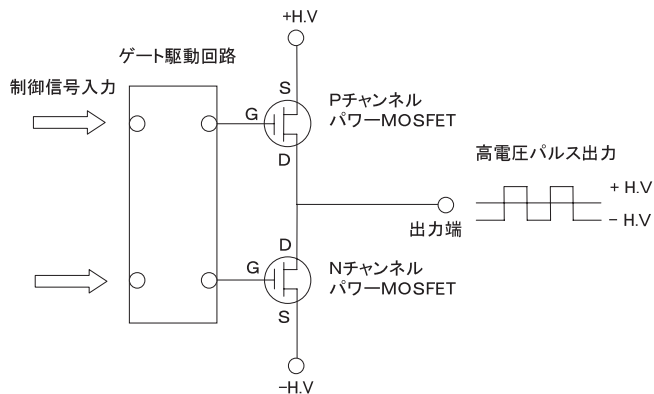 +H.V
ゲート駆動回路
制御信号入力
S
G
D
Pチャンネル
パワーMOSFET
高電圧パルス出力
+ H.V
− H.V
出力端
D
G
S
Nチャンネル
パワーMOSFET
−H.V